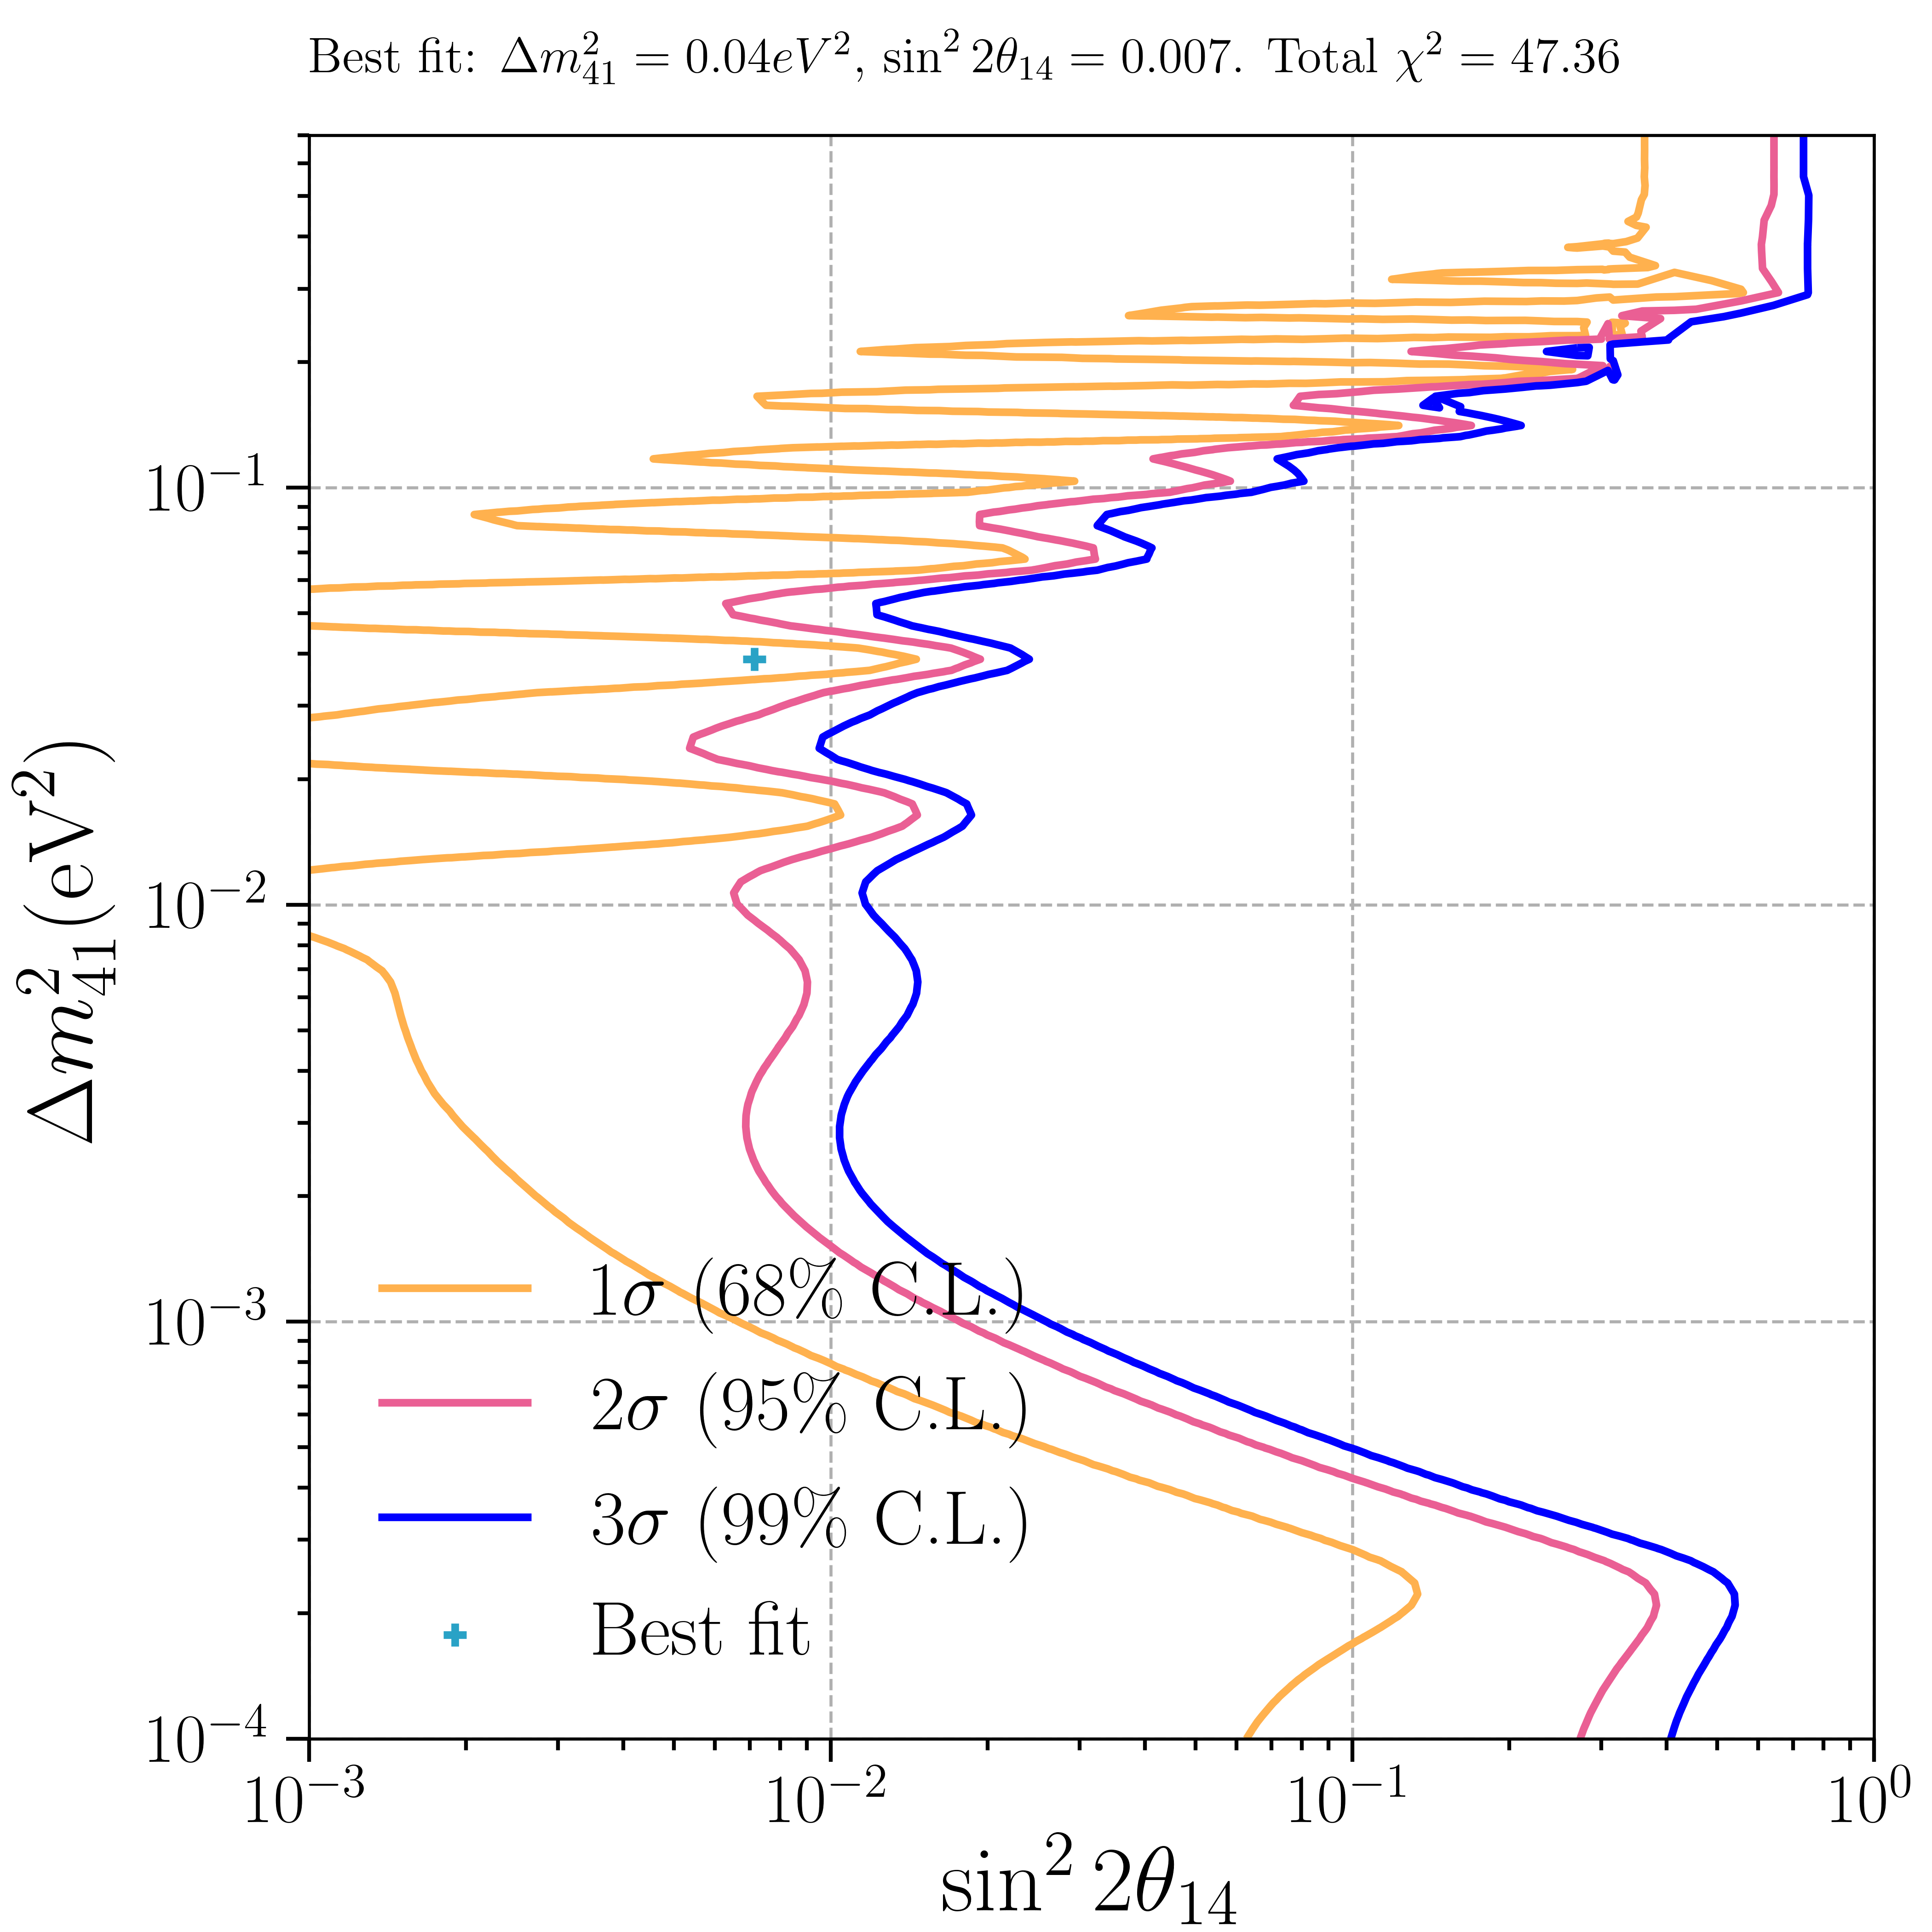 Best fit: Δm²₄₁ = 0.04eV², sin² 2θ₁₄ = 0.007. Total χ² = 47.36
Δm²₄₁(eV²)
10⁻¹
10⁻²
10⁻³
10⁻⁴
1σ (68% C.L.)
2σ (95% C.L.)
3σ (99% C.L.)
Best fit
10⁻³ 10⁻² 10⁻¹ 10⁰
sin² 2θ₁₄